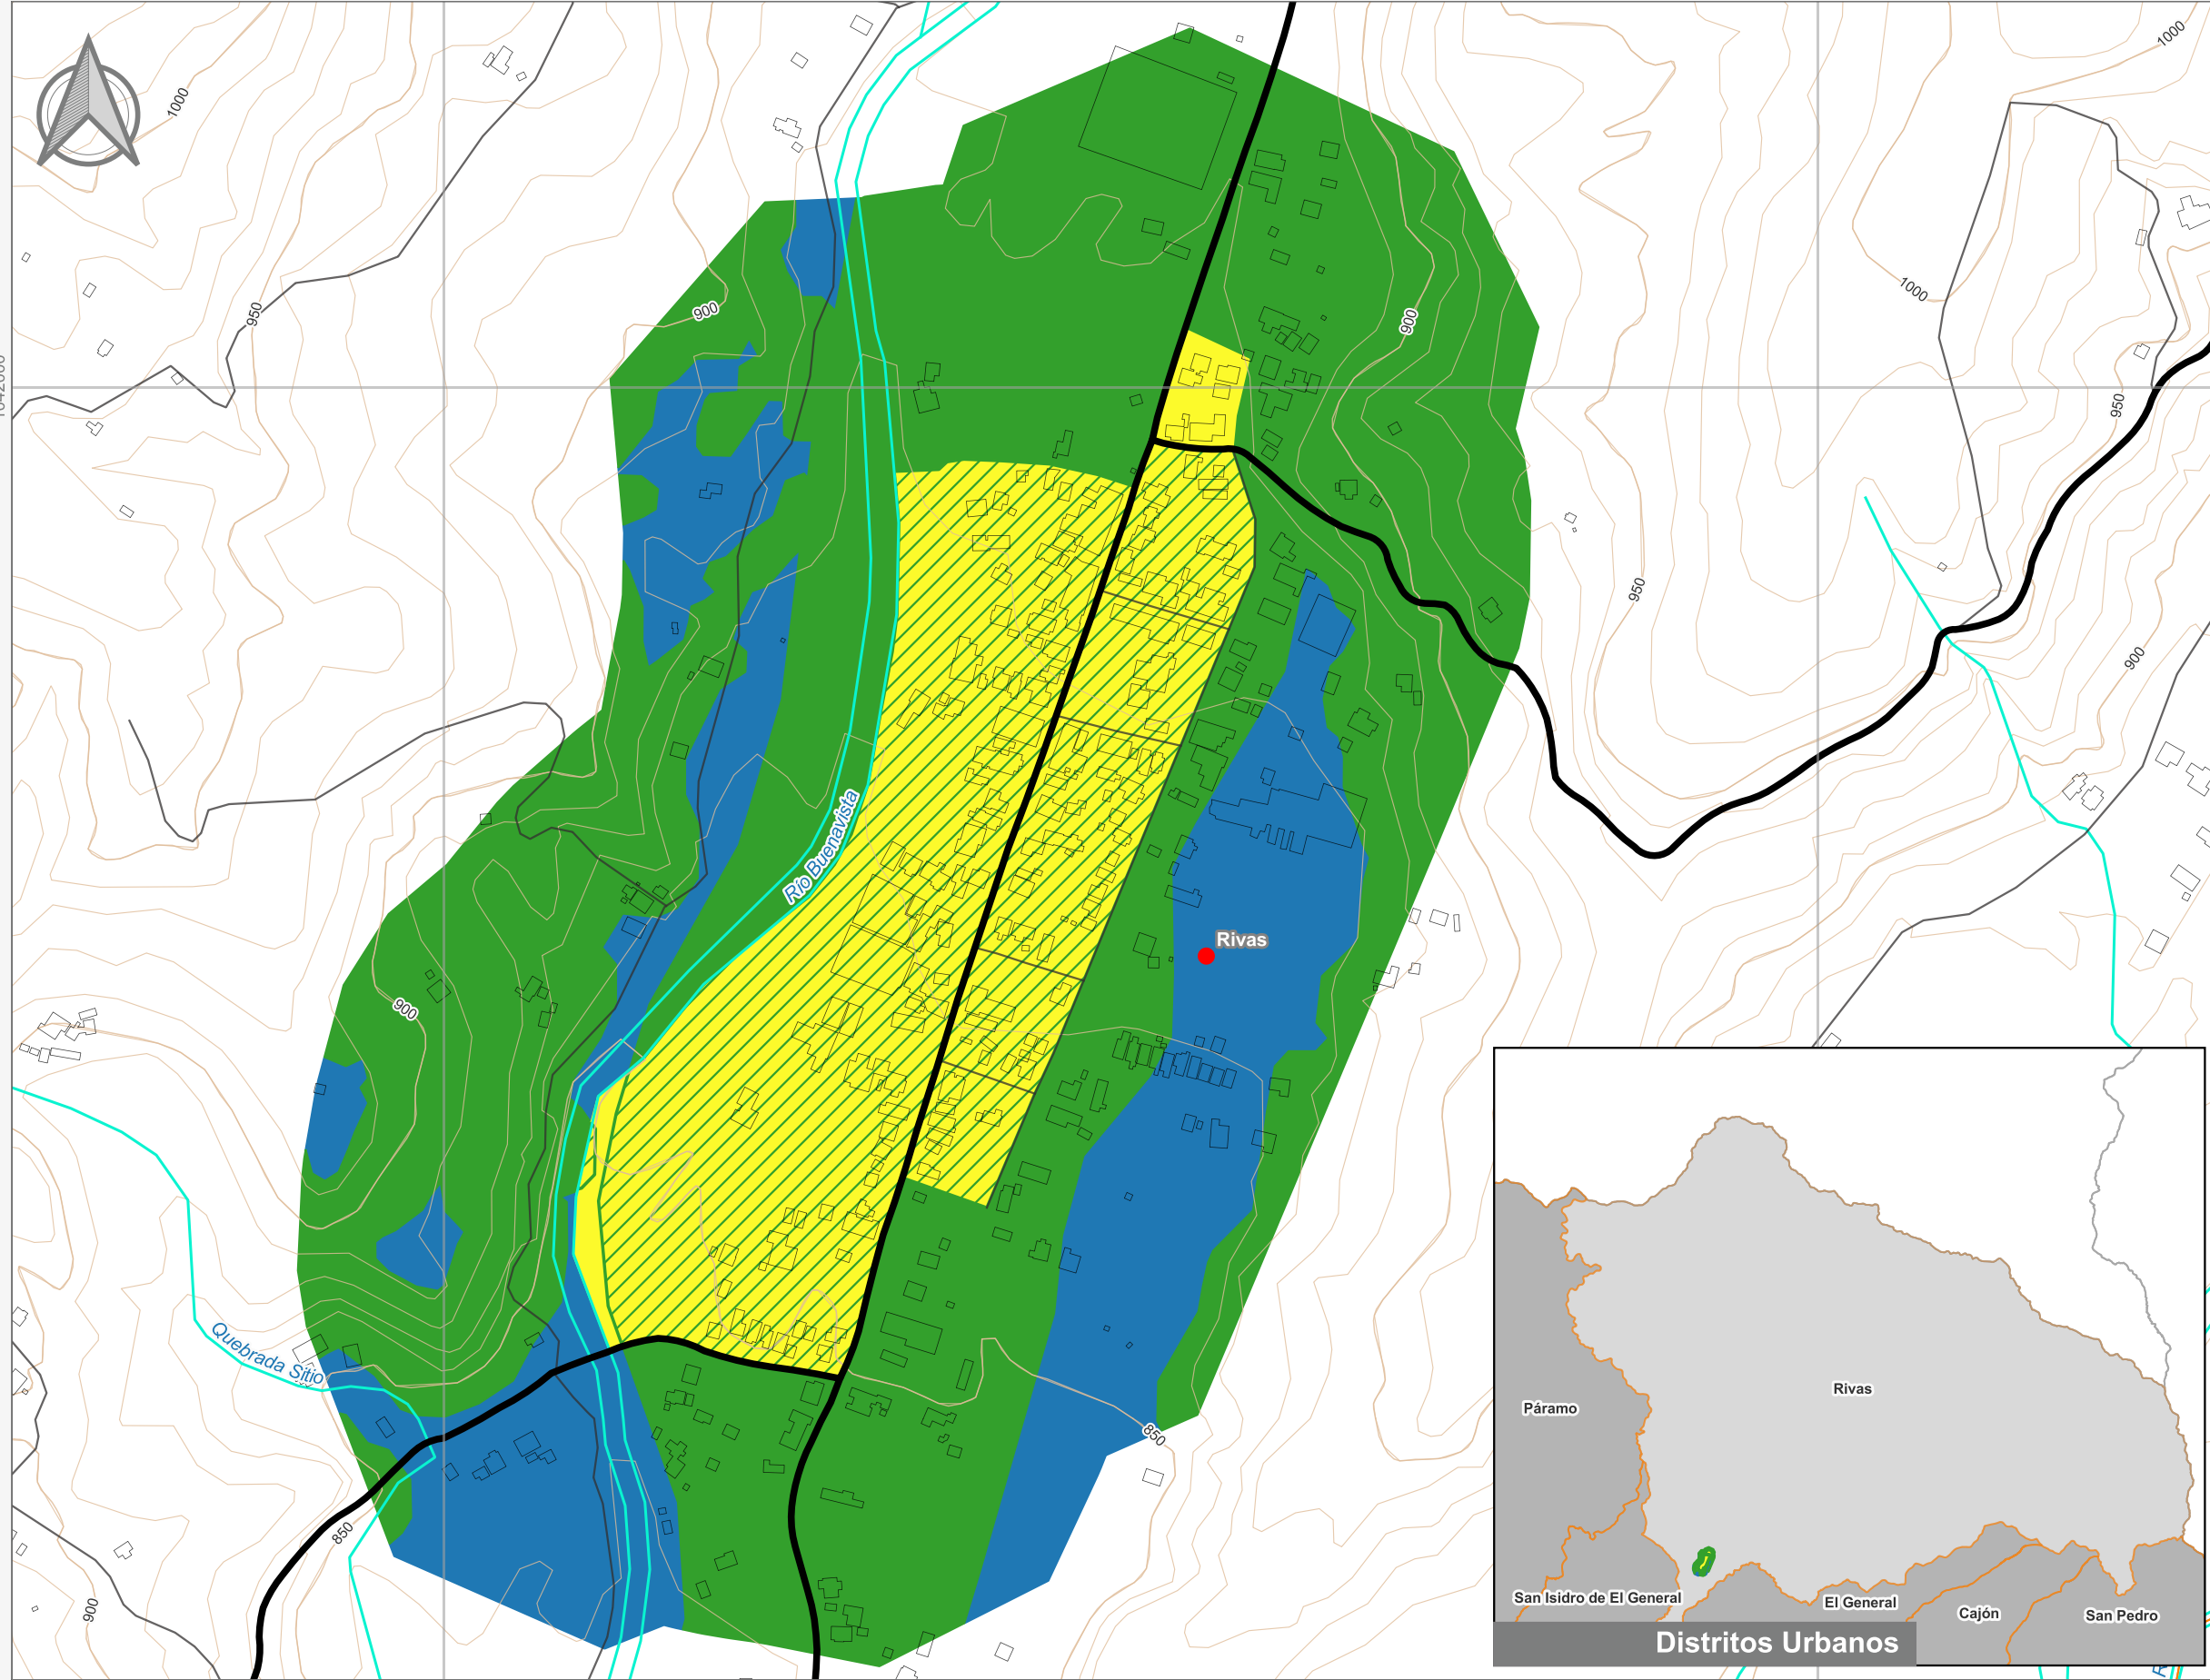 1000
1000
1000
950
900
900
950
950
900
Río Buenavista
Rivas
900
Quebrada Sitio
850
850
900
Rivas
Páramo
San Isidro de El General
El General
Cajón
San Pedro
Distritos Urbanos